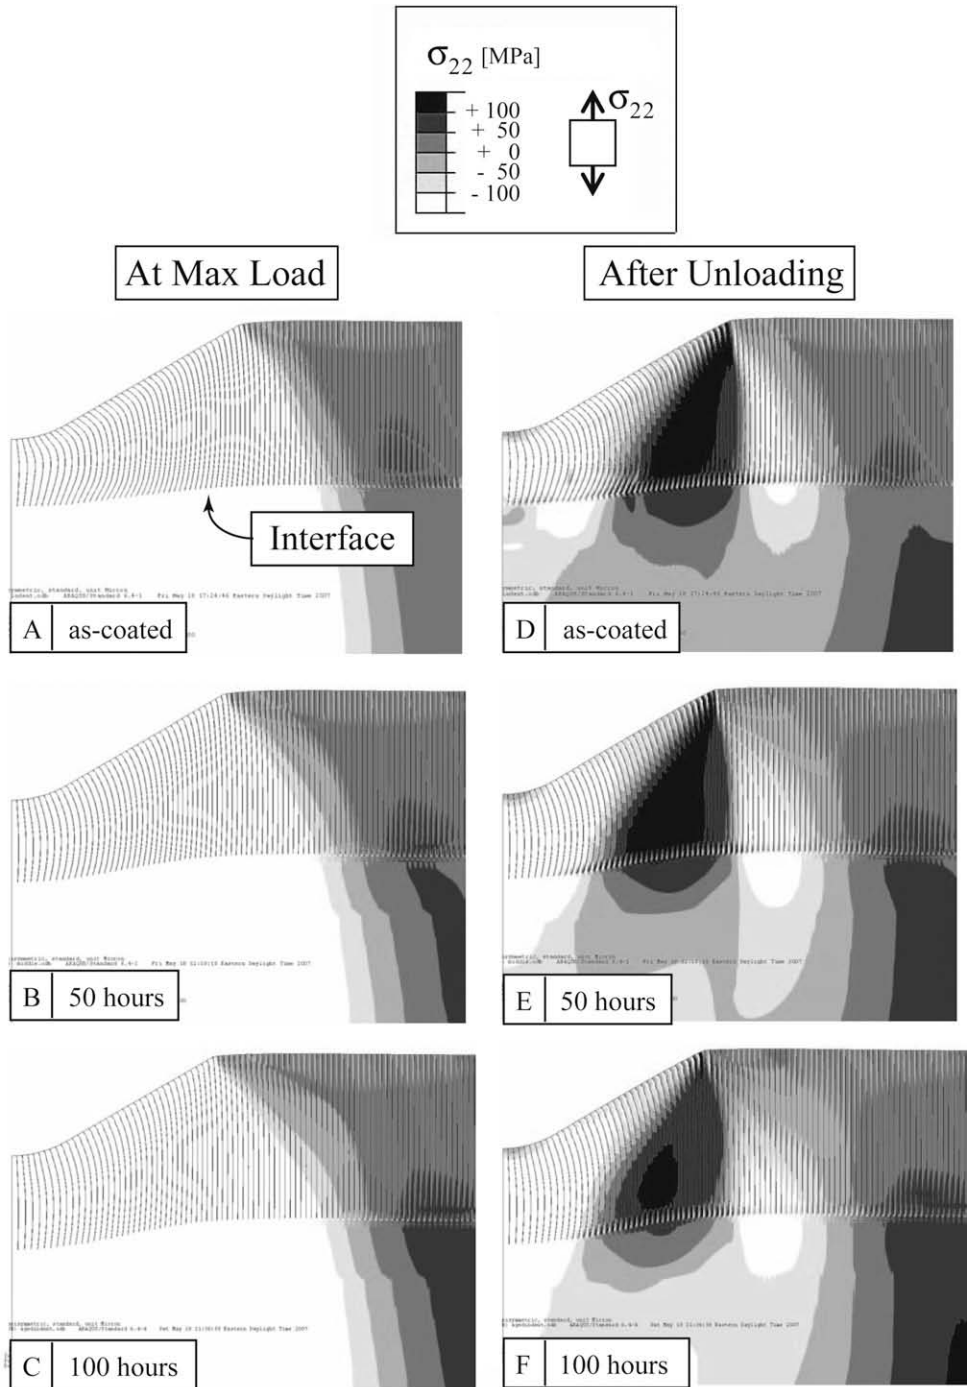 σ22 [MPa]
+ 100
+ 50
+ 0
- 50
- 100
σ22
At Max Load
After Unloading
Interface
A as-coated
D as-coated
B 50 hours
E 50 hours
C 100 hours
F 100 hours